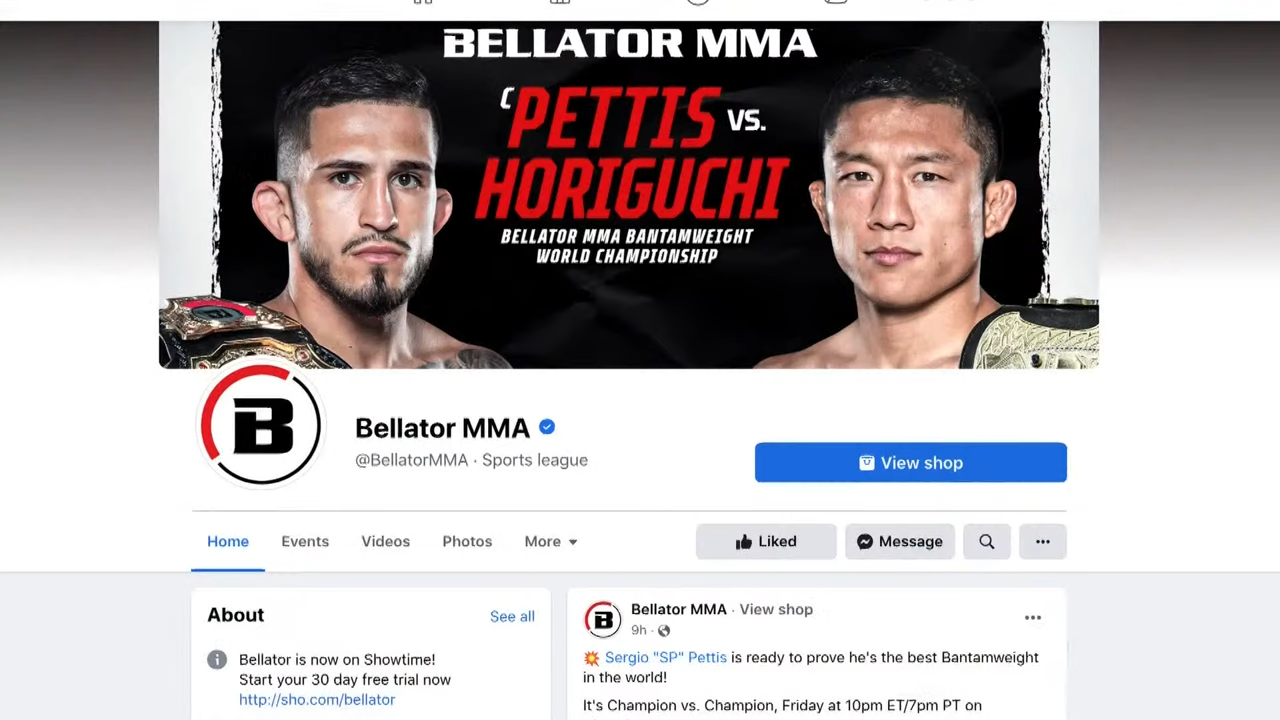 BELLATOR MMA
C PETTIS VS.
HORIGUCHI
BELLATOR MMA BANTAMWEIGHT
WORLD CHAMPIONSHIP
B
Bellator MMA
@BellatorMMA · Sports league
View shop
Home Events Videos Photos More
Liked Message
About See all
Bellator is now on Showtime!
Start your 30 day free trial now
http://sho.com/bellator
B
Bellator MMA · View shop
9h ·
💥 Sergio "SP" Pettis is ready to prove he's the best Bantamweight
in the world!
It's Champion vs. Champion, Friday at 10pm ET/7pm PT on